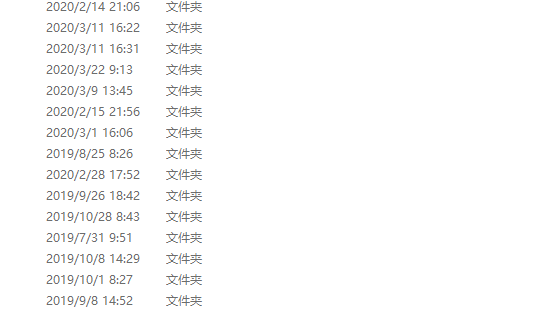 2020/2/14 21:06 文件夹
2020/3/11 16:22 文件夹
2020/3/11 16:31 文件夹
2020/3/22 9:13 文件夹
2020/3/9 13:45 文件夹
2020/2/15 21:56 文件夹
2020/3/1 16:06 文件夹
2019/8/25 8:26 文件夹
2020/2/28 17:52 文件夹
2019/9/26 18:42 文件夹
2019/10/28 8:43 文件夹
2019/7/31 9:51 文件夹
2019/10/8 14:29 文件夹
2019/10/1 8:27 文件夹
2019/9/8 14:52 文件夹